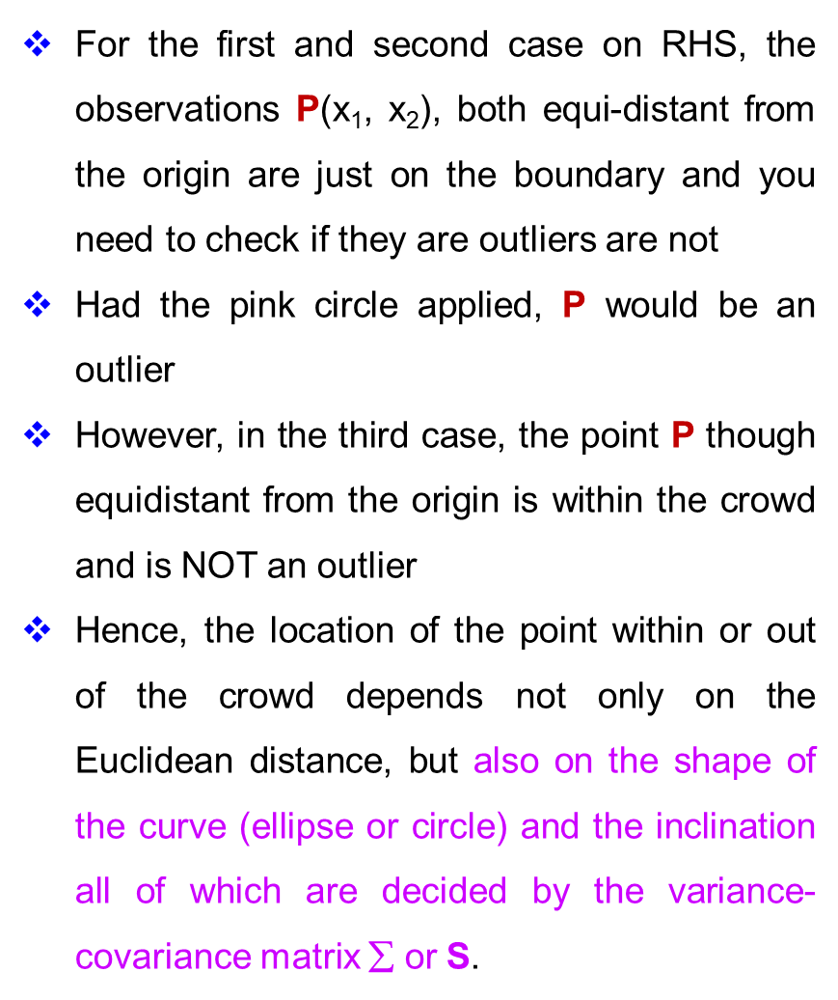 ❖ For the first and second case on RHS, the
observations P(x₁, x₂), both equi-distant from
the origin are just on the boundary and you
need to check if they are outliers are not
❖ Had the pink circle applied, P would be an
outlier
❖ However, in the third case, the point P though
equidistant from the origin is within the crowd
and is NOT an outlier
❖ Hence, the location of the point within or out
of the crowd depends not only on the
Euclidean distance, but also on the shape of
the curve (ellipse or circle) and the inclination
all of which are decided by the variance-
covariance matrix Σ or S.